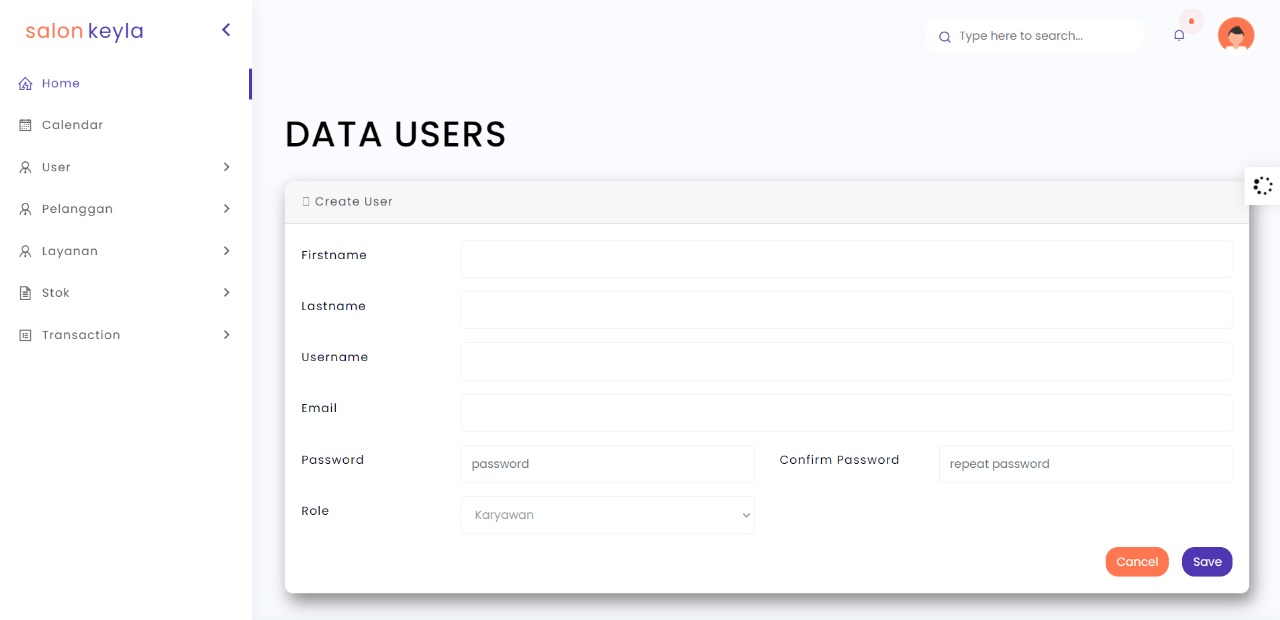 salon keyla
Type here to search...
Home
Calendar
User
Pelanggan
Layanan
Stok
Transaction
DATA USERS
Create User
Firstname
Lastname
Username
Email
Password password Confirm Password repeat password
Role Karyawan
Cancel Save